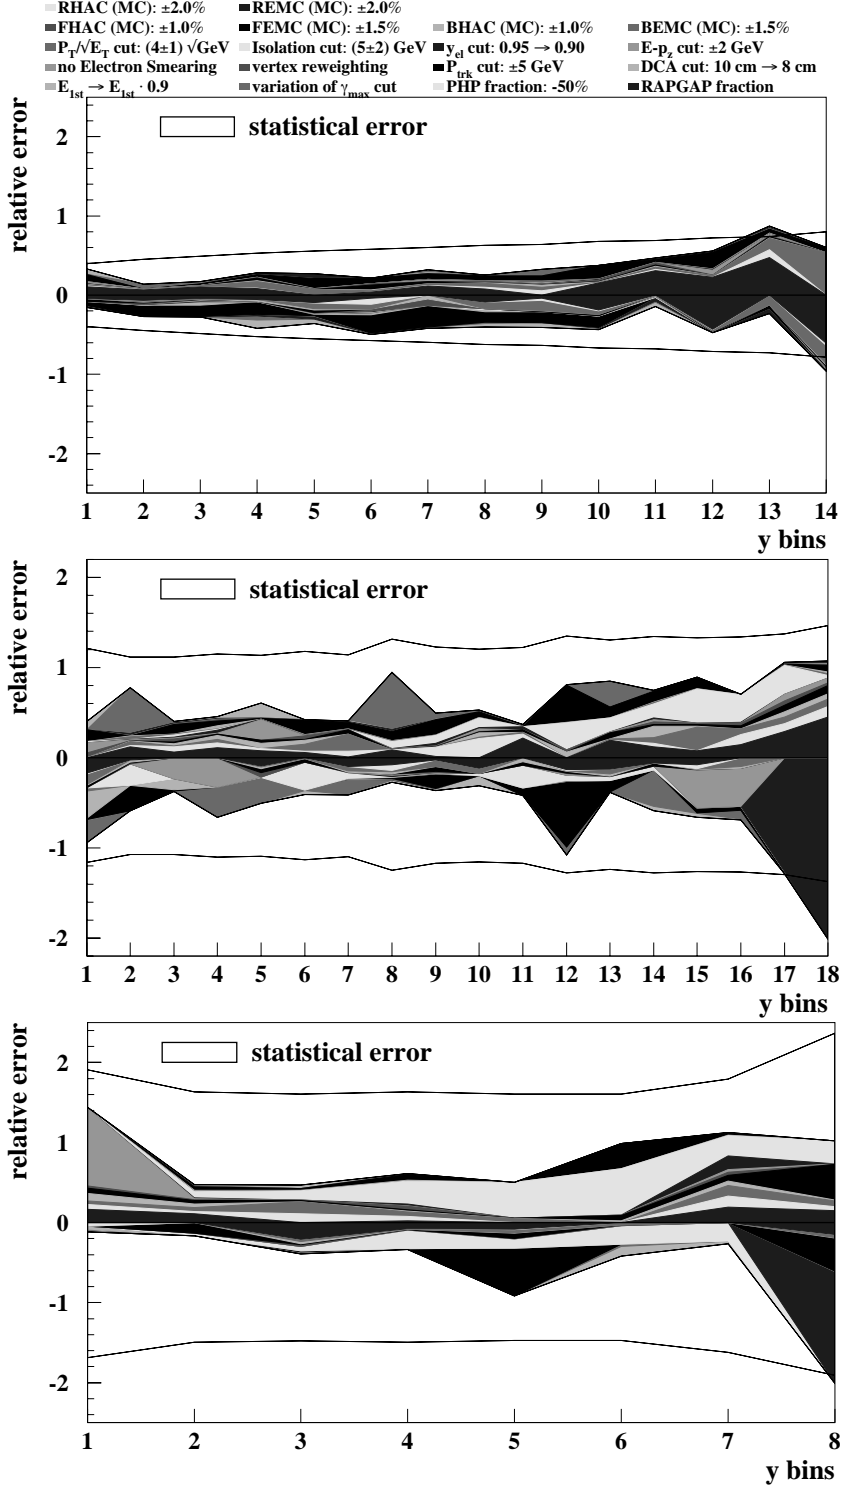 RHAC (MC): ±2.0% REMC (MC): ±2.0%
FHAC (MC): ±1.0% FEMC (MC): ±1.5% BHAC (MC): ±1.0% BEMC (MC): ±1.5%
P_T/√E_T cut: (4±1) √GeV Isolation cut: (5±2) GeV y_el cut: 0.95 → 0.90 E-p_z cut: ±2 GeV
no Electron Smearing vertex reweighting P_trk cut: ±5 GeV DCA cut: 10 cm → 8 cm
E_1st → E_1st · 0.9 variation of γ_max cut PHP fraction: -50% RAPGAP fraction
relative error
statistical error
2
1
0
-1
-2
1 2 3 4 5 6 7 8 9 10 11 12 13 14
y bins
relative error
statistical error
2
1
0
-1
-2
1 2 3 4 5 6 7 8 9 10 11 12 13 14 15 16 17 18
y bins
relative error
statistical error
2
1
0
-1
-2
1 2 3 4 5 6 7 8
y bins